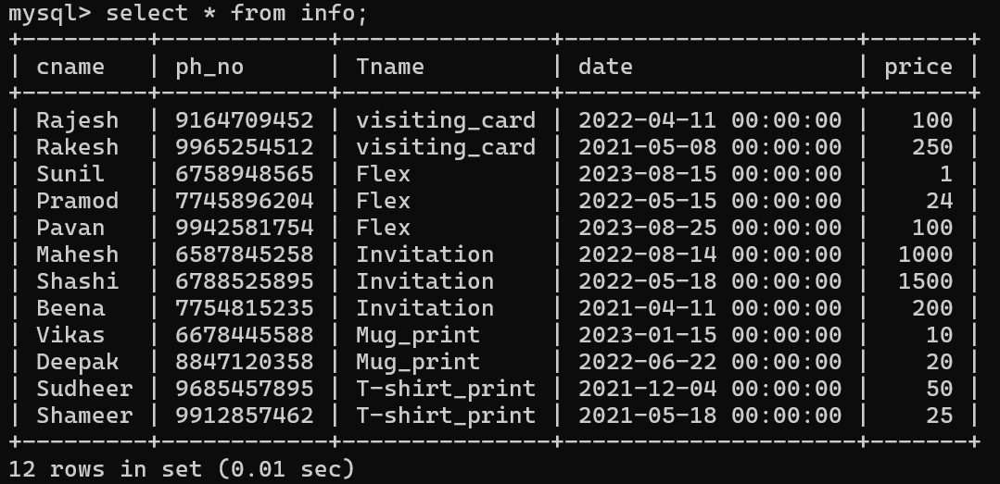 mysql> select * from info;
+---------+------------+---------------+---------------------+-------+
| cname   | ph_no      | Tname         | date                | price |
+---------+------------+---------------+---------------------+-------+
| Rajesh  | 9164709452 | visiting_card | 2022-04-11 00:00:00 |   100 |
| Rakesh  | 9965254512 | visiting_card | 2021-05-08 00:00:00 |   250 |
| Sunil   | 6758948565 | Flex          | 2023-08-15 00:00:00 |     1 |
| Pramod  | 7745896204 | Flex          | 2022-05-15 00:00:00 |    24 |
| Pavan   | 9942581754 | Flex          | 2023-08-25 00:00:00 |   100 |
| Mahesh  | 6587845258 | Invitation    | 2022-08-14 00:00:00 |  1000 |
| Shashi  | 6788525895 | Invitation    | 2022-05-18 00:00:00 |  1500 |
| Beena   | 7754815235 | Invitation    | 2021-04-11 00:00:00 |   200 |
| Vikas   | 6678445588 | Mug_print     | 2023-01-15 00:00:00 |    10 |
| Deepak  | 8847120358 | Mug_print     | 2022-06-22 00:00:00 |    20 |
| Sudheer | 9685457895 | T-shirt_print | 2021-12-04 00:00:00 |    50 |
| Shameer | 9912857462 | T-shirt_print | 2021-05-18 00:00:00 |    25 |
+---------+------------+---------------+---------------------+-------+
12 rows in set (0.01 sec)